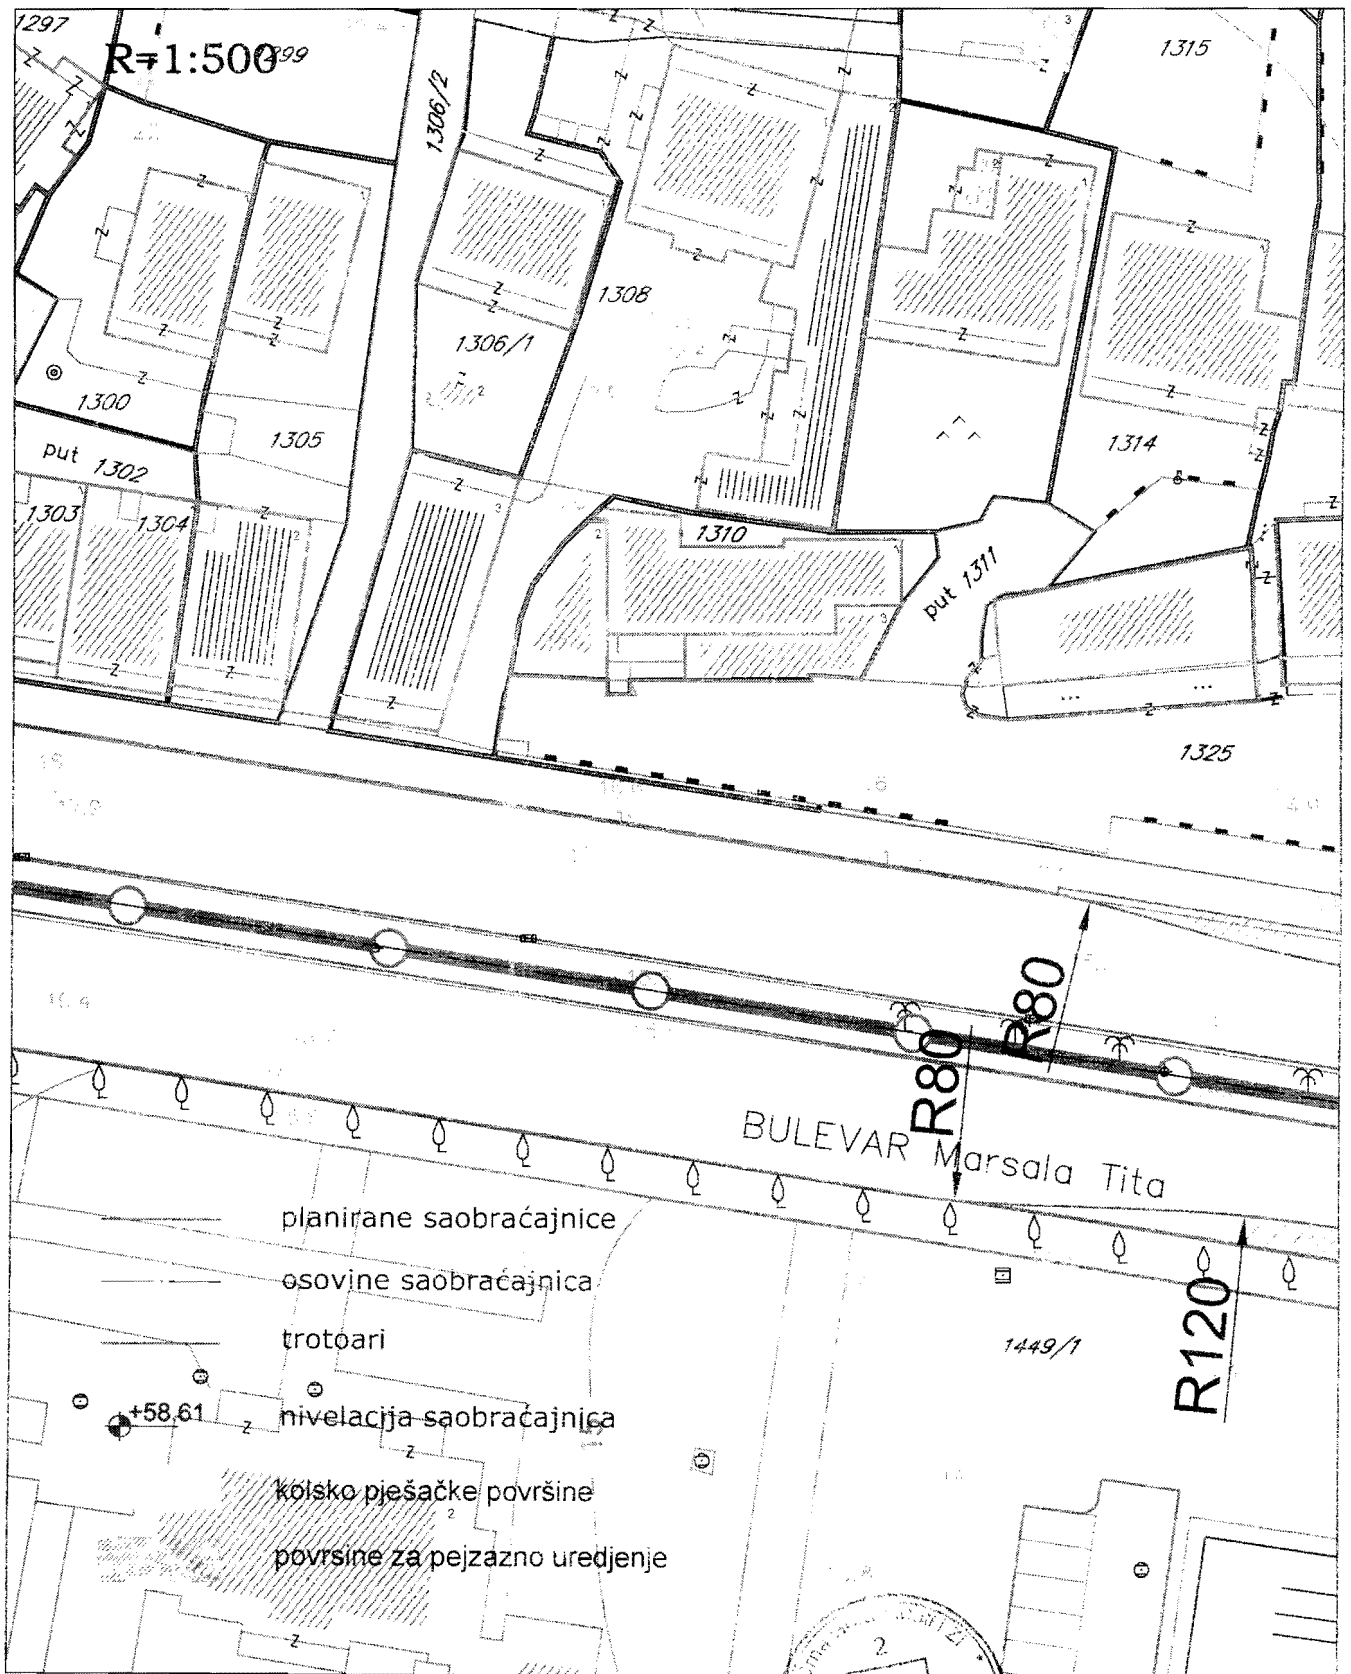 1297
R=1:500
1306/2
1315
1308
1306/1
1300
1305
1314
put 1302
1303
1304
1310
put 1311
1325
R80
R80
BULEVAR Marsala Tita
planirane saobraćajnice
osovine saobraćajnica
R120
trotoari
1449/1
+58.61
nivelacija saobraćajnica
kolsko pješačke površine
povrsine za pejzazno uredjenje
2